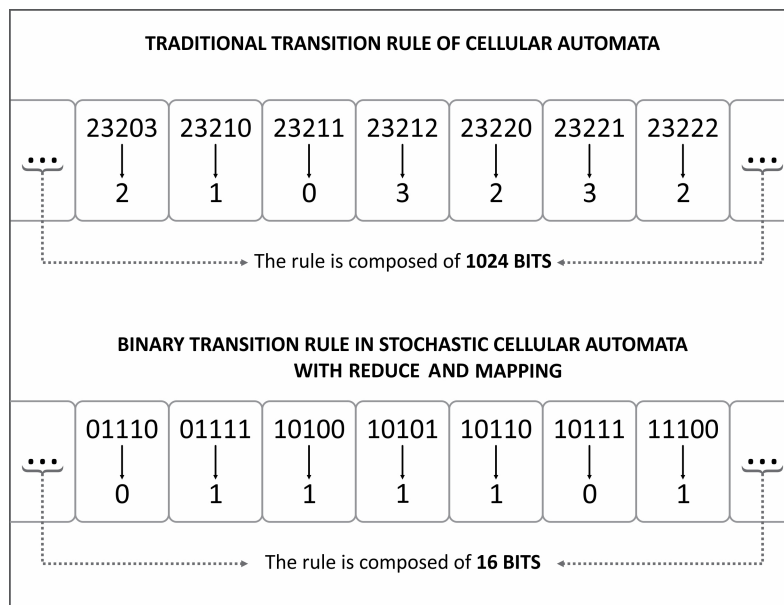 TRADITIONAL TRANSITION RULE OF CELLULAR AUTOMATA
23203 23210 23211 23212 23220 23221 23222
... ...
2 1 0 3 2 3 2
The rule is composed of 1024 BITS
BINARY TRANSITION RULE IN STOCHASTIC CELLULAR AUTOMATA
WITH REDUCE AND MAPPING
01110 01111 10100 10101 10110 10111 11100
... ...
0 1 1 1 1 0 1
The rule is composed of 16 BITS